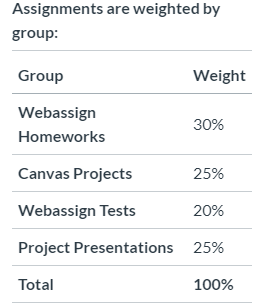 Assignments are weighted by
group:
Group Weight
Webassign
Homeworks 30%
Canvas Projects 25%
Webassign Tests 20%
Project Presentations 25%
Total 100%